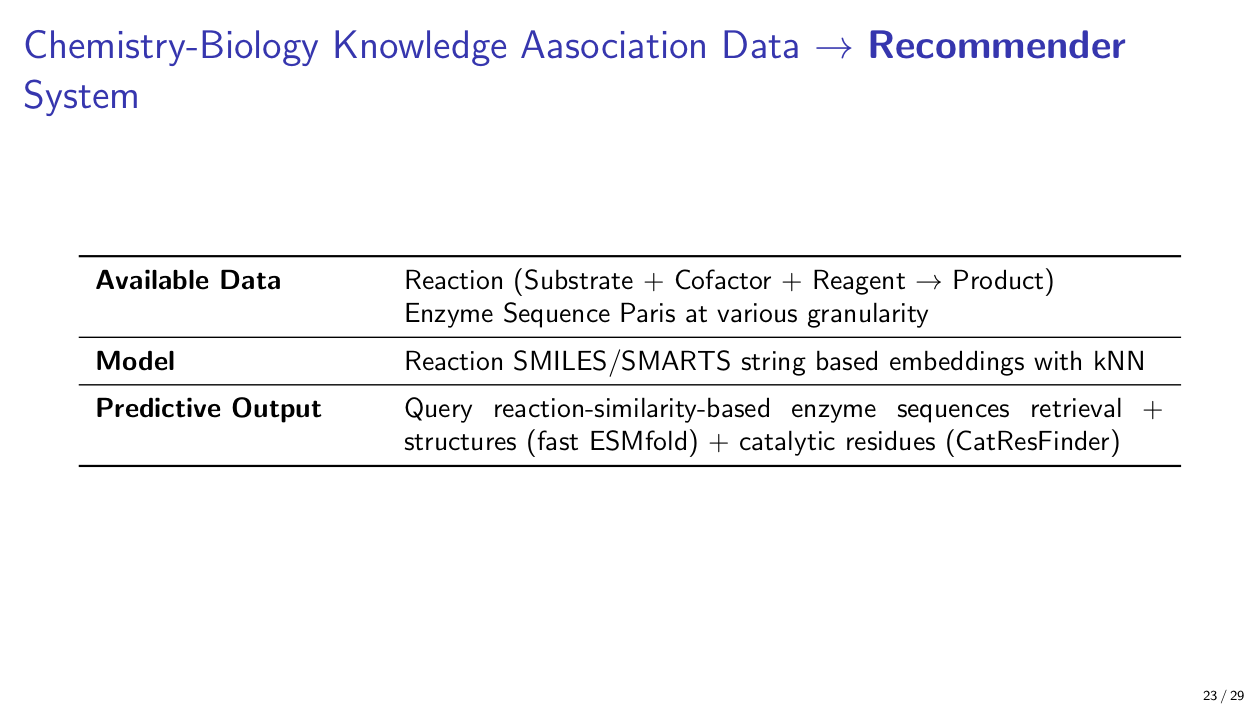 Chemistry-Biology Knowledge Aasociation Data → Recommender
System
Available Data
Reaction (Substrate + Cofactor + Reagent → Product)
Enzyme Sequence Paris at various granularity
Model
Reaction SMILES/SMARTS string based embeddings with kNN
Predictive Output
Query reaction-similarity-based enzyme sequences retrieval +
structures (fast ESMfold) + catalytic residues (CatResFinder)
23 / 29